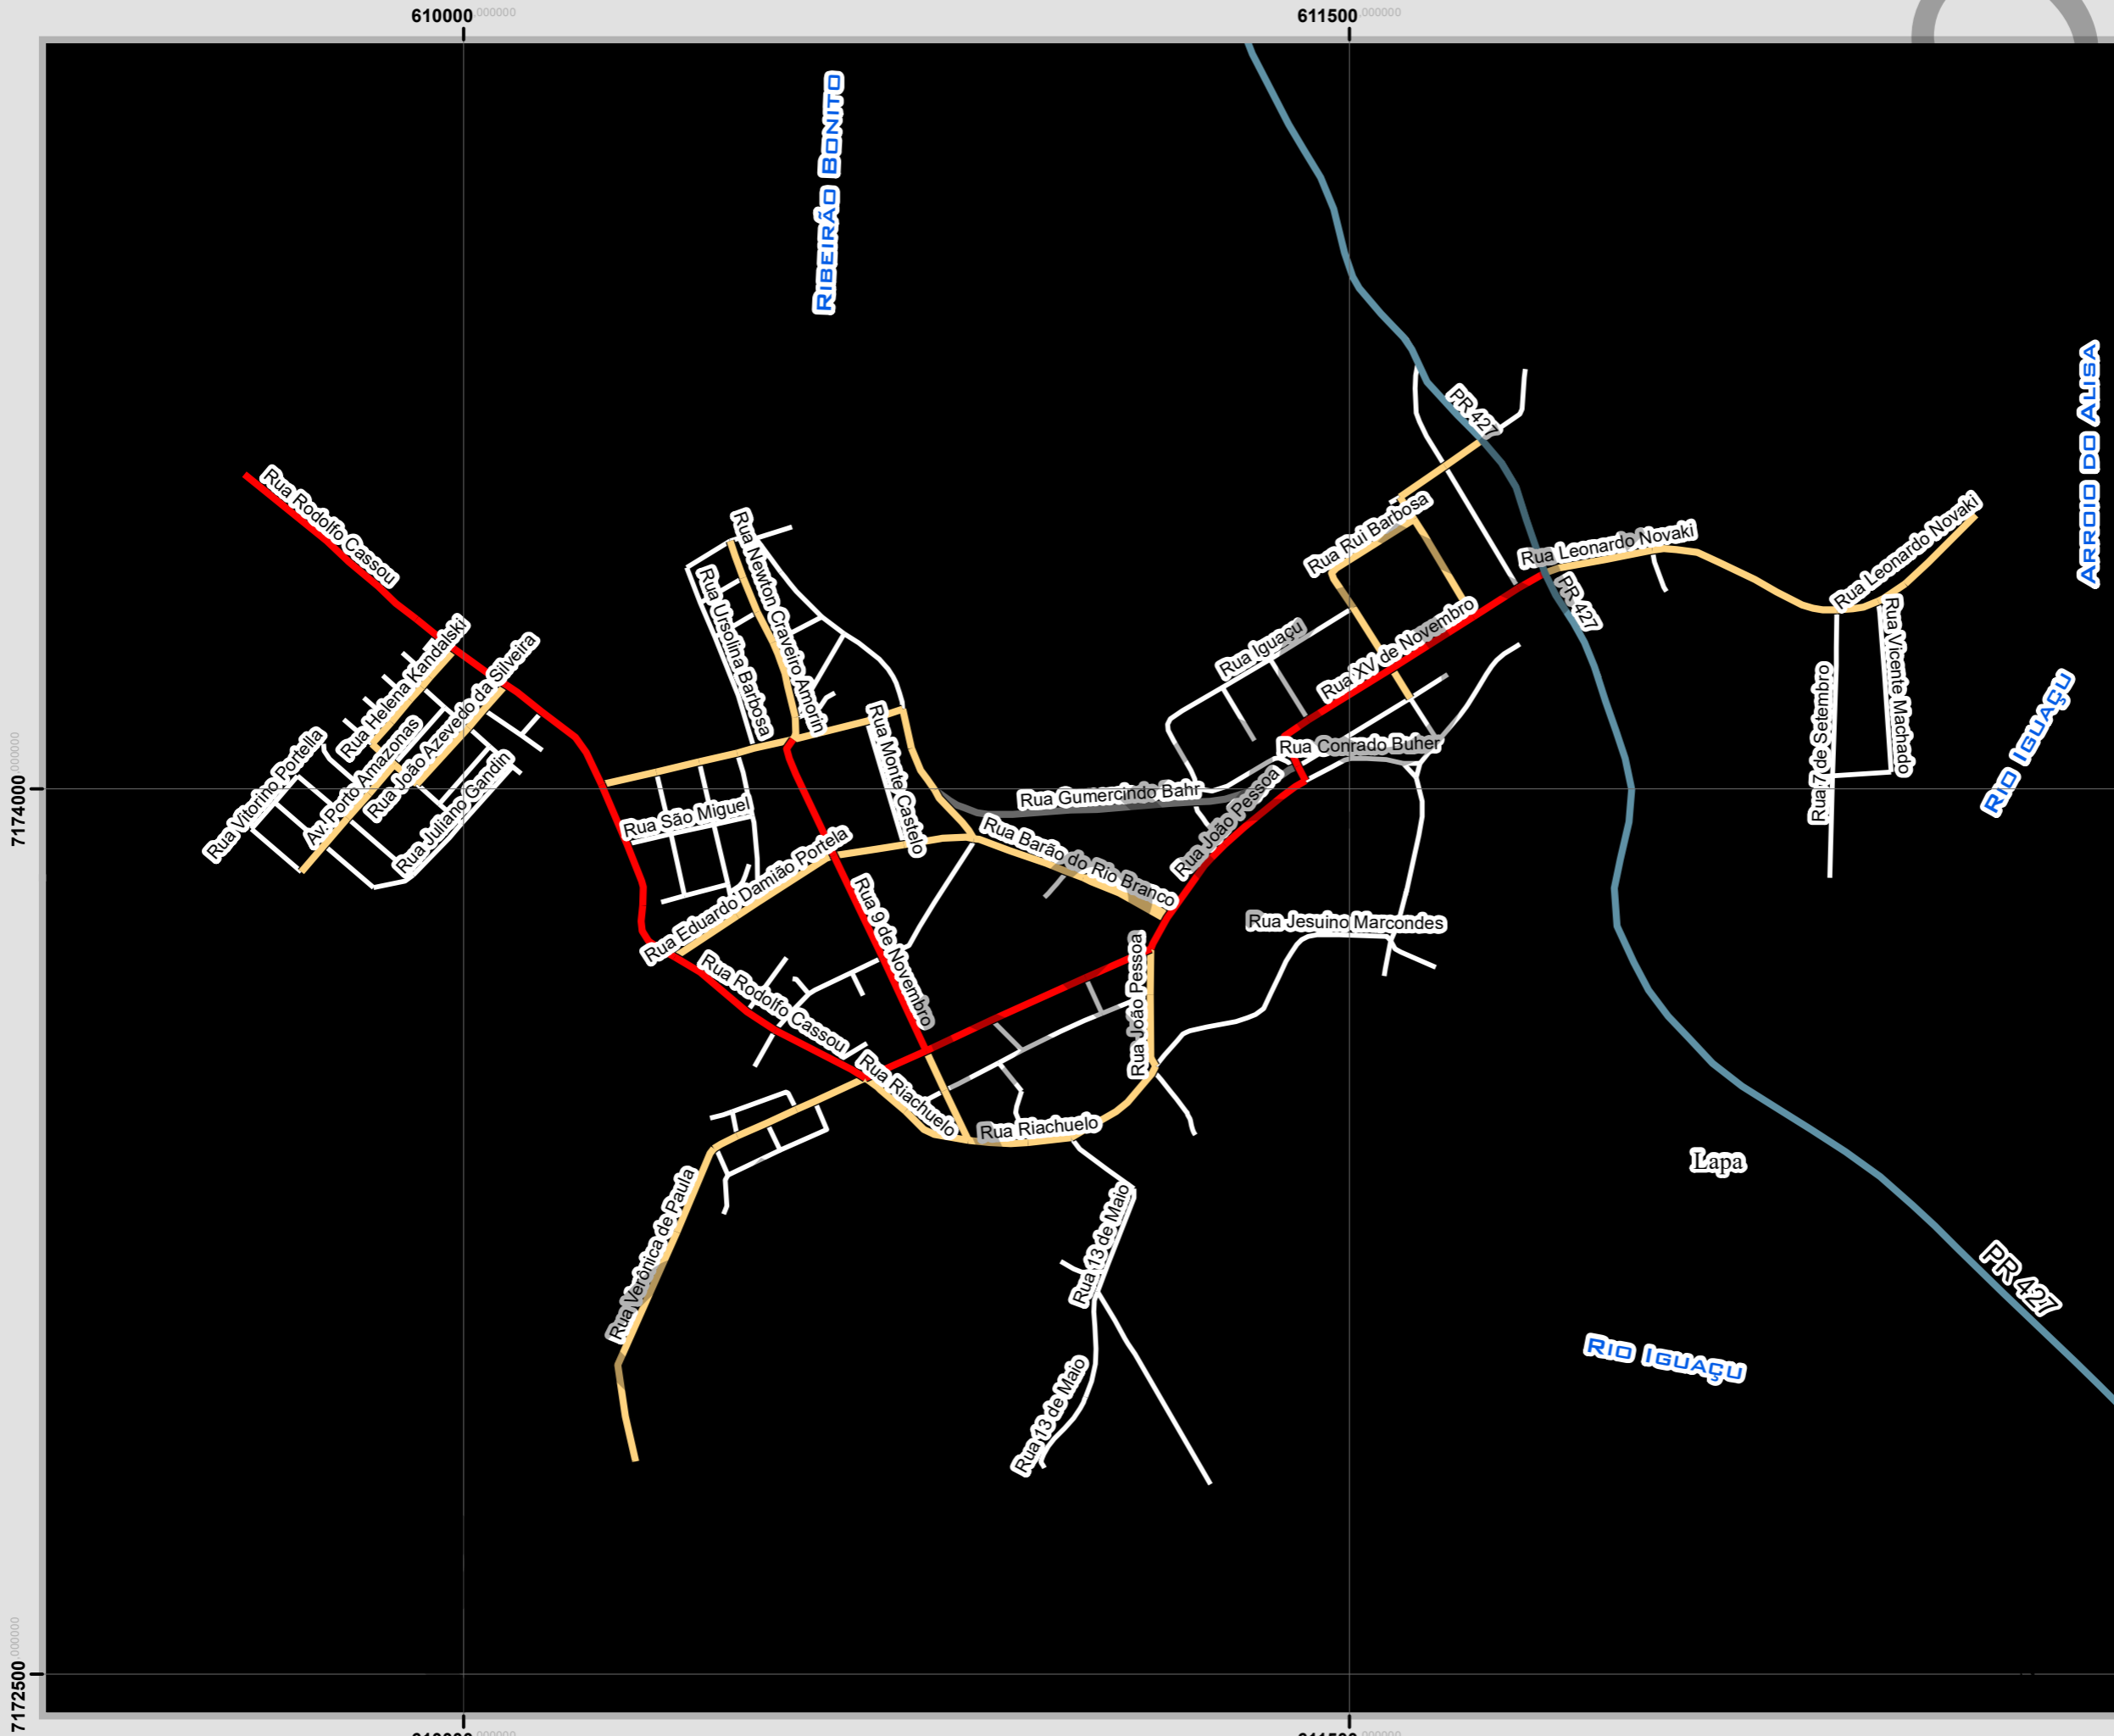 610000.000000
611500.000000
RIBEIRÃO BONITO
ARROIO DO ALISA
PR 427
Rua Rodolfo Cassou
Rua Newton Craveiro Amorin
Rua Rui Barbosa
Rua Leonardo Novaki
Rua Leonardo Novaki
Rua Ursolina Barbosa
PR 427
Rua Helena Kandalski
Rua João Azevedo da Silveira
Rua Iguaçu
Rua XV de Novembro
Rua Vicente Machado
Rua 7 de Setembro
RIO IGUAÇU
Rua Vitorino Portella
Av. Porto Amazonas
Rua Juliano Gandin
Rua Monte Castelo
Rua Conrado Buher
7174000.000000
Rua São Miguel
Rua Gumercindo Bahr
Rua João Pessoa
Rua Barão do Rio Branco
Rua Eduardo Damião Portela
Rua 9 de Novembro
Rua Jesuino Marcondes
Rua Rodolfo Cassou
Rua João Pessoa
Rua Riachuelo
Rua Riachuelo
Lapa
Rua Verônica de Paula
Rua 13 de Maio
PR 427
RIO IGUAÇU
Rua 13 de Maio
7172500.000000